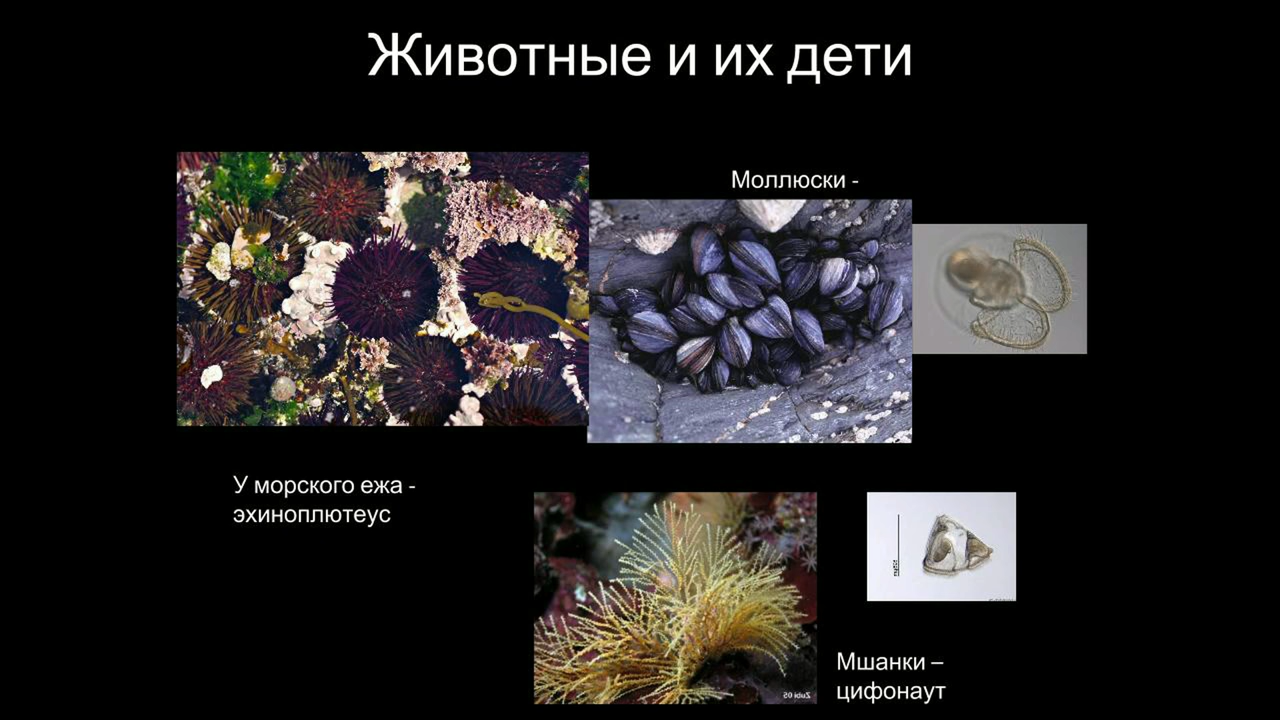 Животные и их дети
Моллюски -
У морского ежа -
эхиноплютеус
Мшанки –
цифонаут